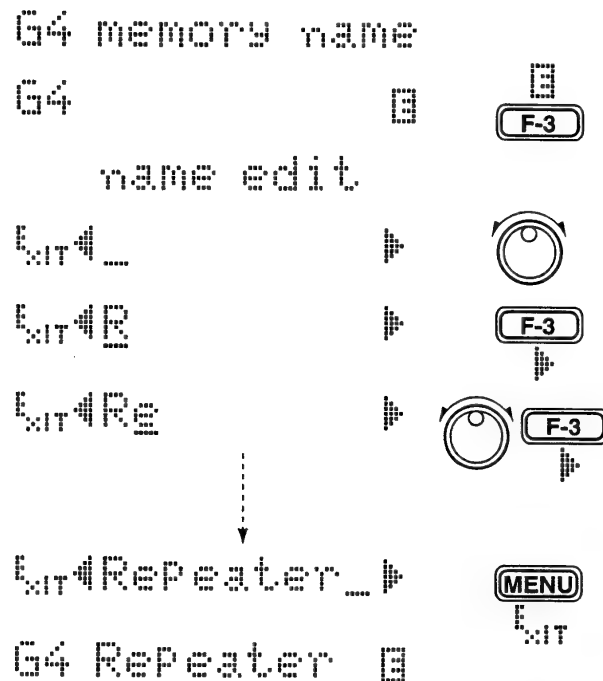 G4 memory name
G4 E E
F-3
name edit
EXIT _
EXIT R F-3
EXIT Re F-3
EXIT Repeater_ MENU
EXIT
G4 Repeater E